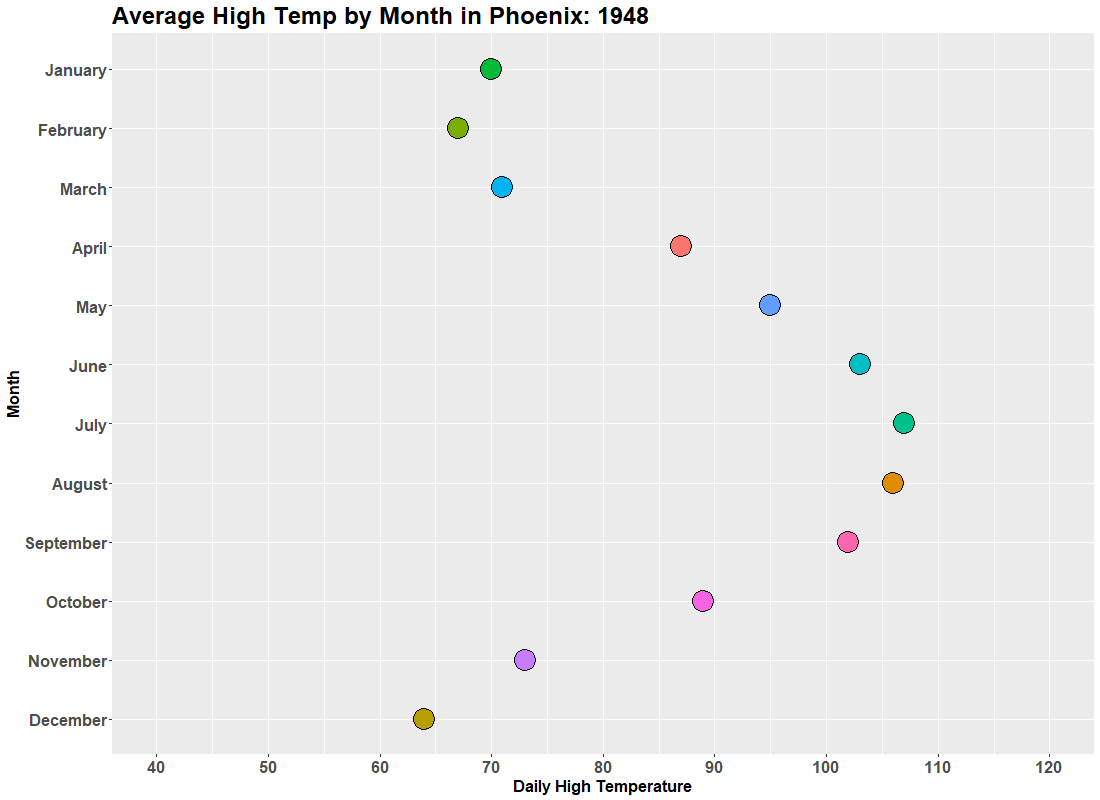 Average High Temp by Month in Phoenix: 1948
Month
January
February
March
April
May
June
July
August
September
October
November
December
40 50 60 70 80 90 100 110 120
Daily High Temperature